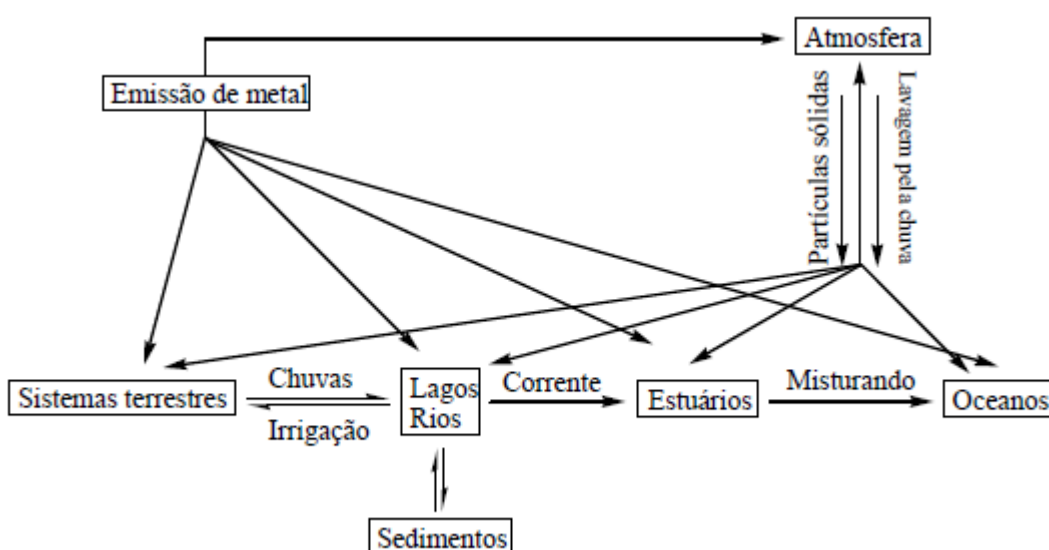 Atmosfera
Emissão de metal
Partículas sólidas
Lavagem pela chuva
Sistemas terrestres
Chuvas
Irrigação
Lagos
Rios
Corrente
Estuários
Misturando
Oceanos
Sedimentos